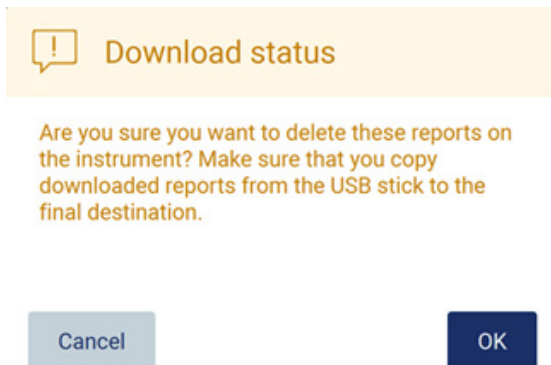 Download status
Are you sure you want to delete these reports on
the instrument? Make sure that you copy
downloaded reports from the USB stick to the
final destination.
Cancel
OK